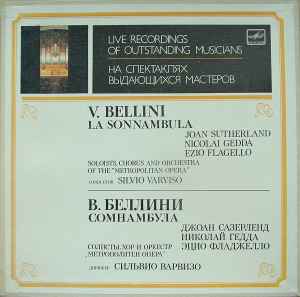 LIVE RECORDINGS
OF OUTSTANDING MUSICIANS
НА СПЕКТАКЛЯХ
ВЫДАЮЩИХСЯ МАСТЕРОВ
V. BELLINI
LA SONNAMBULA
JOAN SUTHERLAND
NICOLAI GEDDA
EZIO FLAGELLO
SOLOISTS, CHORUS AND ORCHESTRA
OF THE "METROPOLITAN OPERA"
SILVIO VARVISO
В. БЕЛЛИНИ
СОМНАМБУЛА
ДЖОАН САЗЕРЛЕНД
НИКОЛАЙ ГЕДДА
ЭЦИО ФЛАДЖЕЛЛО
СОЛИСТЫ, ХОР И ОРКЕСТР
„МЕТРОПОЛИТЕН ОПЕРА"
СИЛЬВИО ВАРВИЗО